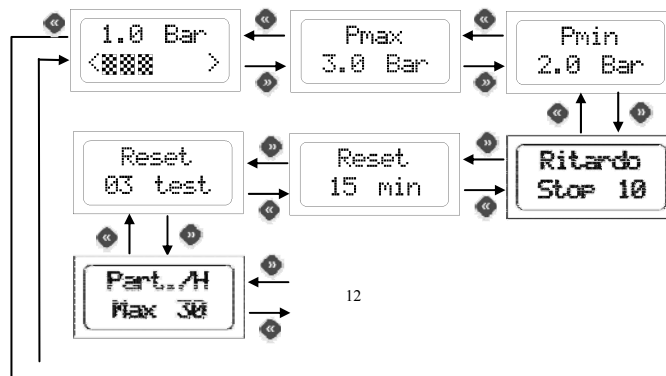 1.0 Bar
<▒▒▒ >
Pmax
3.0 Bar
Pmin
2.0 Bar
Reset
03 test
Reset
15 min
Ritardo
Stop 10
Part./H
Max 30
12